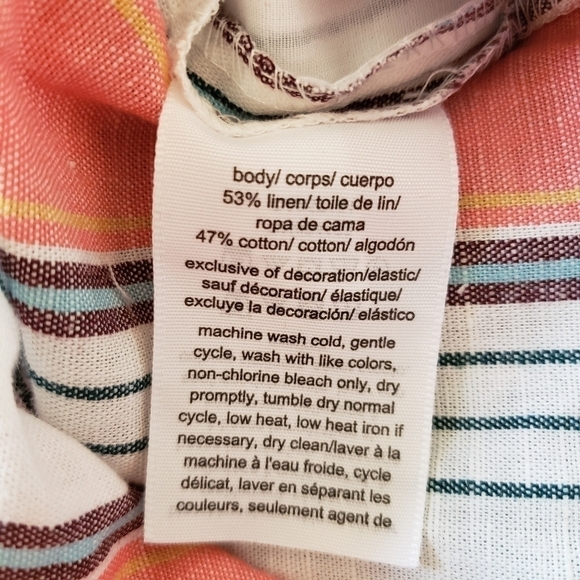 body/ corps/ cuerpo
53% linen/ toile de lin/
ropa de cama
47% cotton/ cotton/ algodón
exclusive of decoration/elastic/
sauf décoration/ élastique/
excluye la decoración/ elástico
machine wash cold, gentle
cycle, wash with like colors,
non-chlorine bleach only, dry
promptly, tumble dry normal
cycle, low heat, low heat iron if
necessary, dry clean/laver à la
machine à l'eau froide, cycle
délicat, laver en séparant les
couleurs, seulement agent de